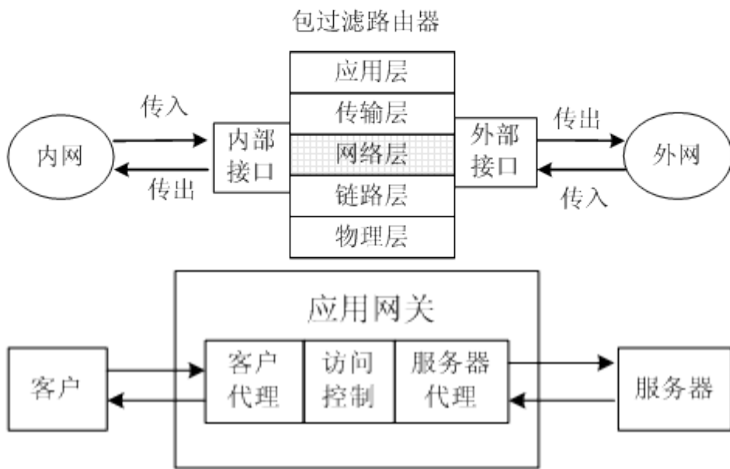 包过滤路由器
应用层
传入
传输层
传出
内网
内部
接口
网络层
外部
接口
外网
传出
链路层
传入
物理层
应用网关
客户
客户
代理
访问
控制
服务器
代理
服务器